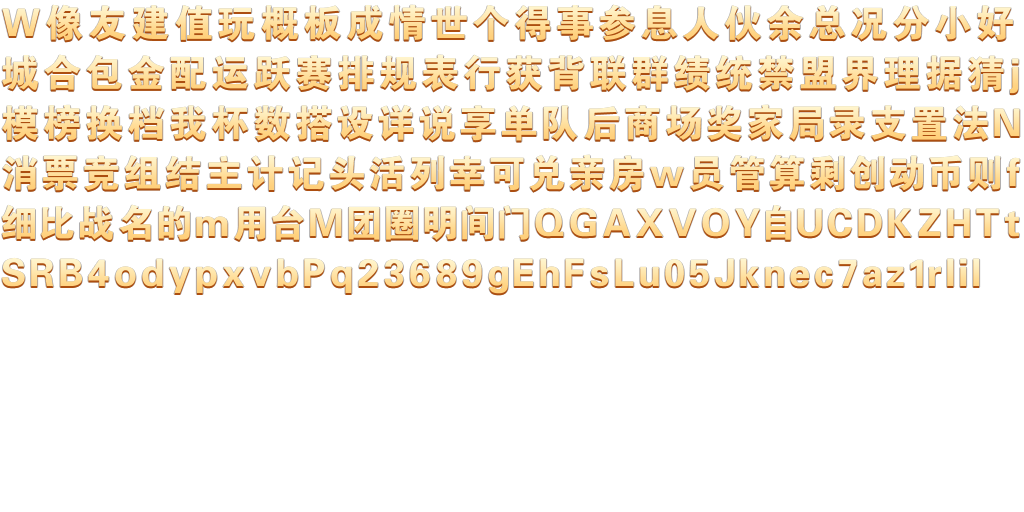 W像友建值玩概板成情世个得事参息人伙余总况分小好
城合包金配运跃赛排规表行获背联群绩统禁盟界理据猜j
模榜换档我杯数搭设详说享单队后商场奖家局录支置法N
消票竞组结主计记头活列幸可兑亲房w员管算剩创动币则f
细比战名的m用台M团圈明间门QGAXVOY自UCDKZHTt
SRB4odypxvbPq23689gEhFsLu05Jknec7az1rlil